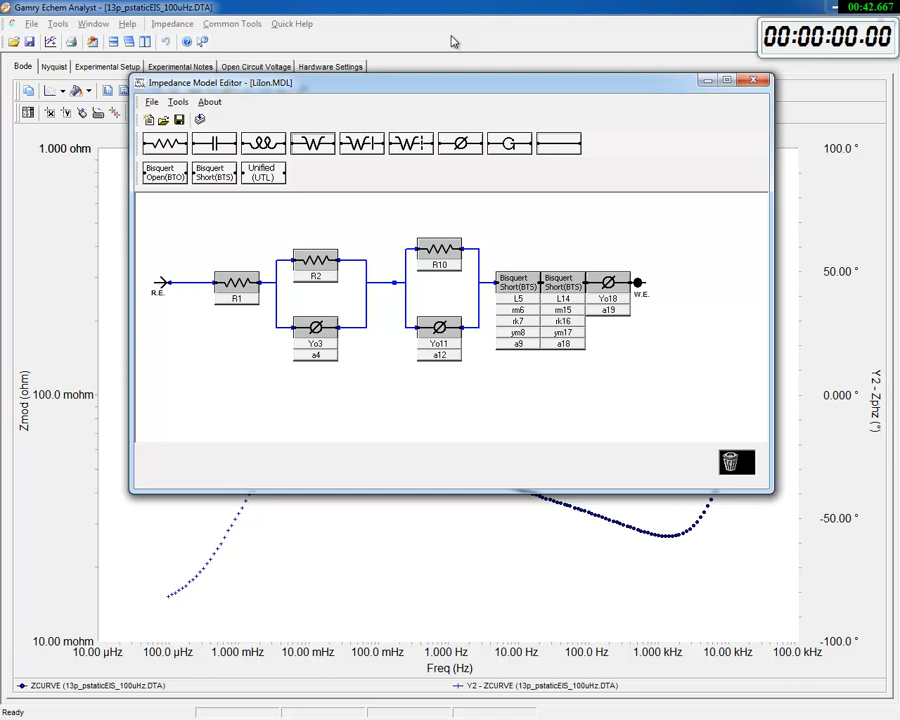 Gamry Echem Analyst - [13p_pstaticEIS_100uHz.DTA]
00:42.667
File Tools Window Help Impedance Common Tools Quick Help
00:00:00.00
Bode Nyquist Experimental Setup Experimental Notes Open Circuit Voltage Hardware Settings
Impedance Model Editor - [LiIon.MDL]
File Tools About
W W W G
Bisquert Open(BTO) Bisquert Short(BTS) Unified (UTL)
R.E.
R1
R2
Yo3
a4
R10
Yo11
a12
Bisquert Short(BTS)
L5
rm6
rk7
ym8
a9
Bisquert Short(BTS)
L14
rm15
rk16
ym17
a18
Yo18
a19
W.E.
1.000 ohm
100.0 mohm
10.00 mohm
Zmod (ohm)
100.0 °
50.00 °
0.000 °
-50.00 °
-100.0 °
Y2 - Zphz (°)
10.00 µHz 100.0 µHz 1.000 mHz 10.00 mHz 100.0 mHz 1.000 Hz 10.00 Hz 100.0 Hz 1.000 kHz 10.00 kHz 100.0 kHz
Freq (Hz)
ZCURVE (13p_pstaticEIS_100uHz.DTA) Y2 - ZCURVE (13p_pstaticEIS_100uHz.DTA)
Ready